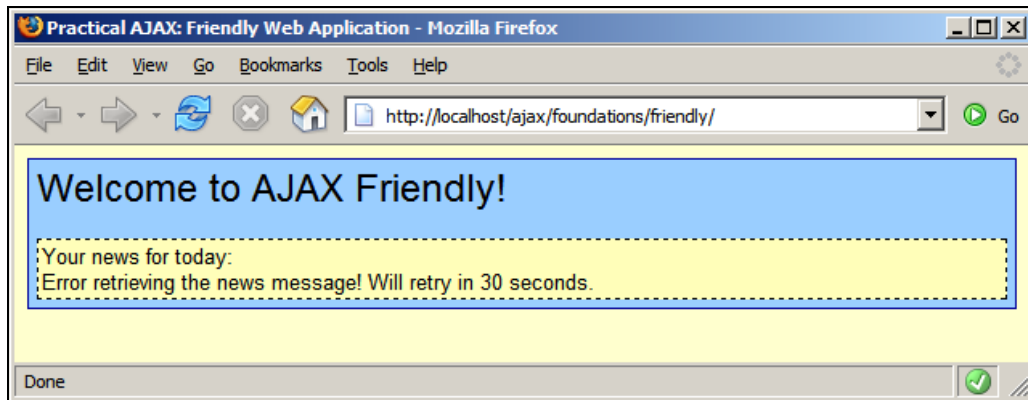 Practical AJAX: Friendly Web Application - Mozilla Firefox
File Edit View Go Bookmarks Tools Help
http://localhost/ajax/foundations/friendly/ Go
Welcome to AJAX Friendly!
Your news for today:
Error retrieving the news message! Will retry in 30 seconds.
Done